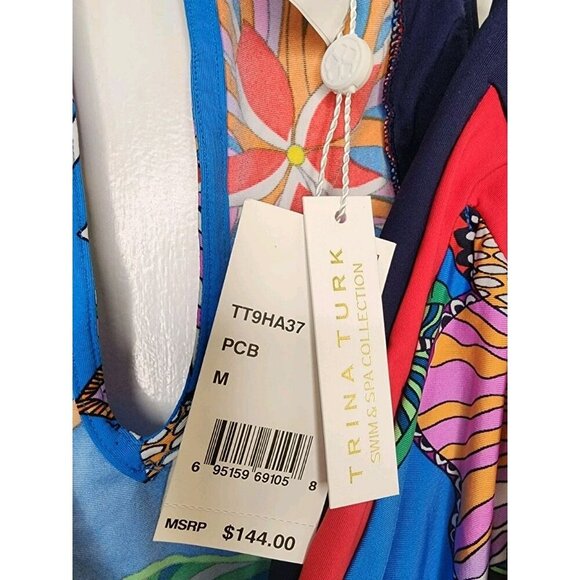 TT9HA37
PCB
M
6 95159 69105 8
MSRP $144.00
TRINA TURK
SWIM & SPA COLLECTION